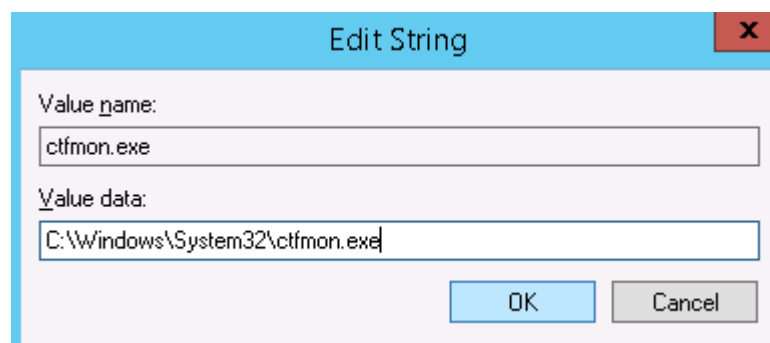 Edit String
x
Value name:
ctfmon.exe
Value data:
C:\Windows\System32\ctfmon.exe
OK Cancel